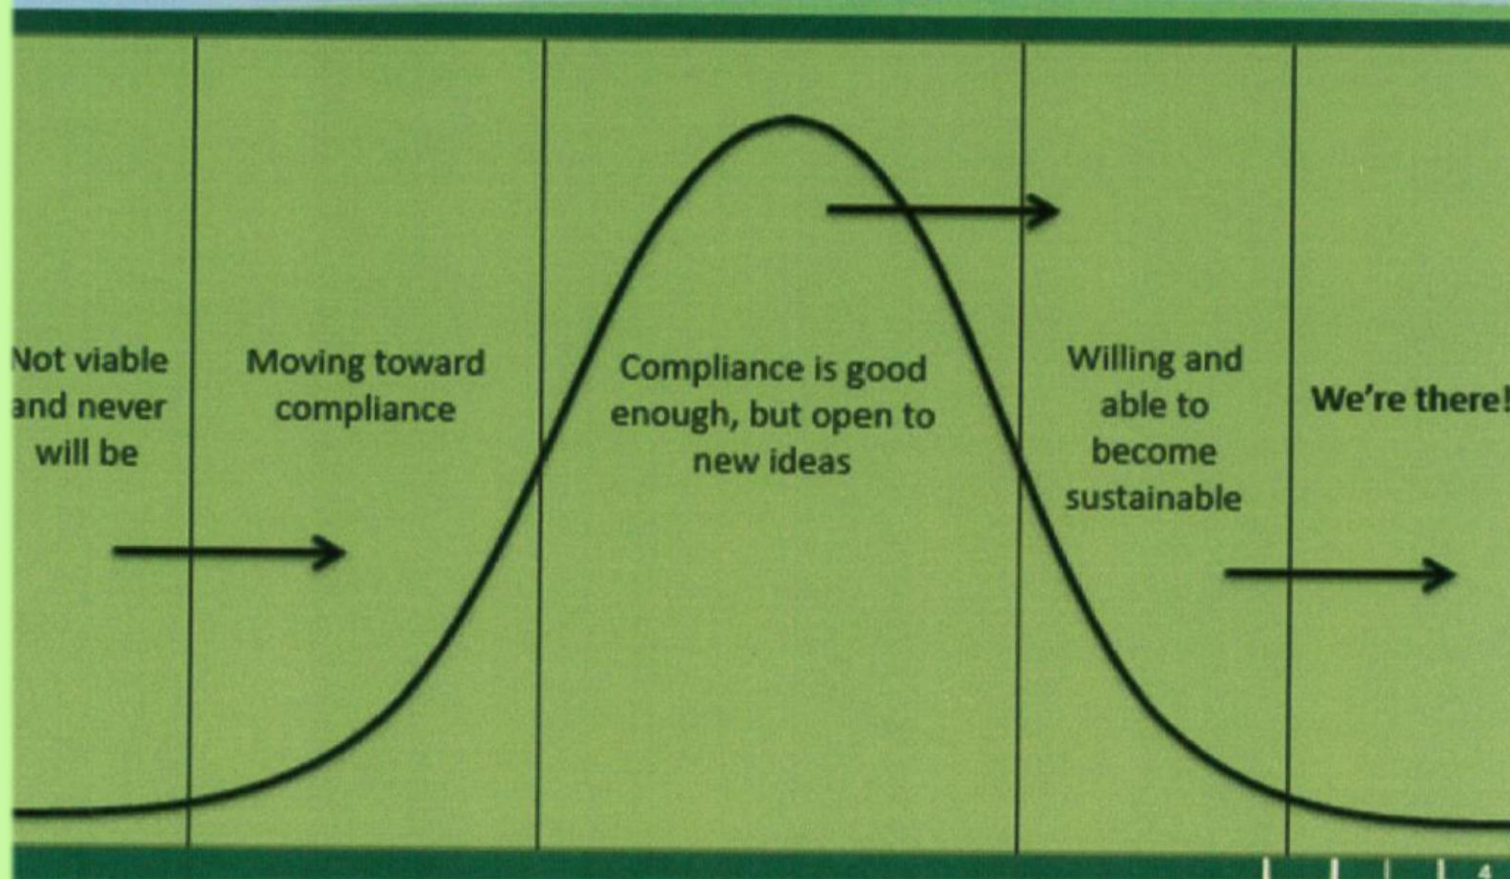 Not viable
and never
will be
Moving toward
compliance
Compliance is good
enough, but open to
new ideas
Willing and
able to
become
sustainable
We're there!
4